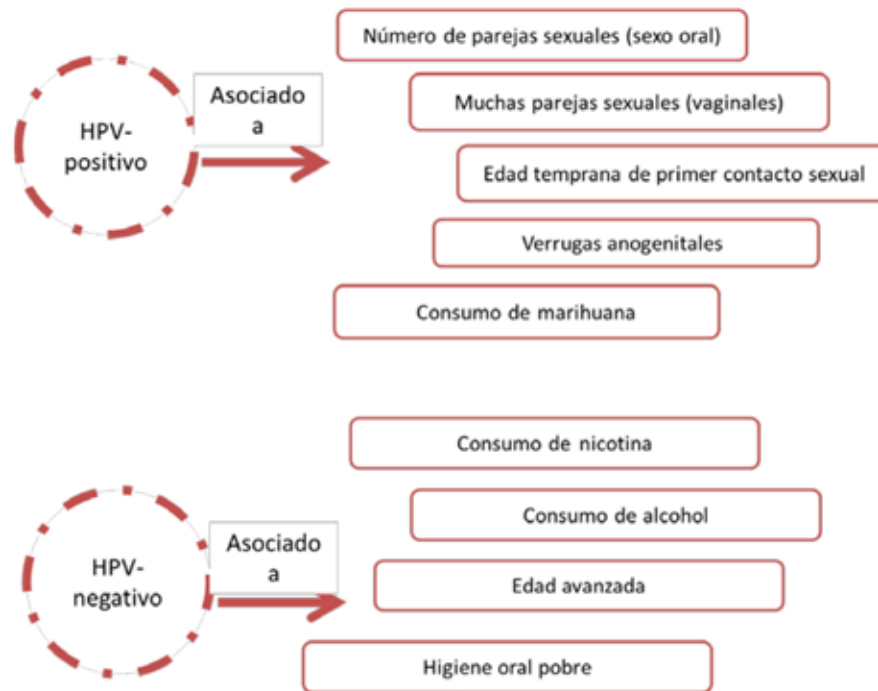 HPV-
positivo
Asociado
a
Número de parejas sexuales (sexo oral)
Muchas parejas sexuales (vaginales)
Edad temprana de primer contacto sexual
Verrugas anogenitales
Consumo de marihuana
HPV-
negativo
Asociado
a
Consumo de nicotina
Consumo de alcohol
Edad avanzada
Higiene oral pobre